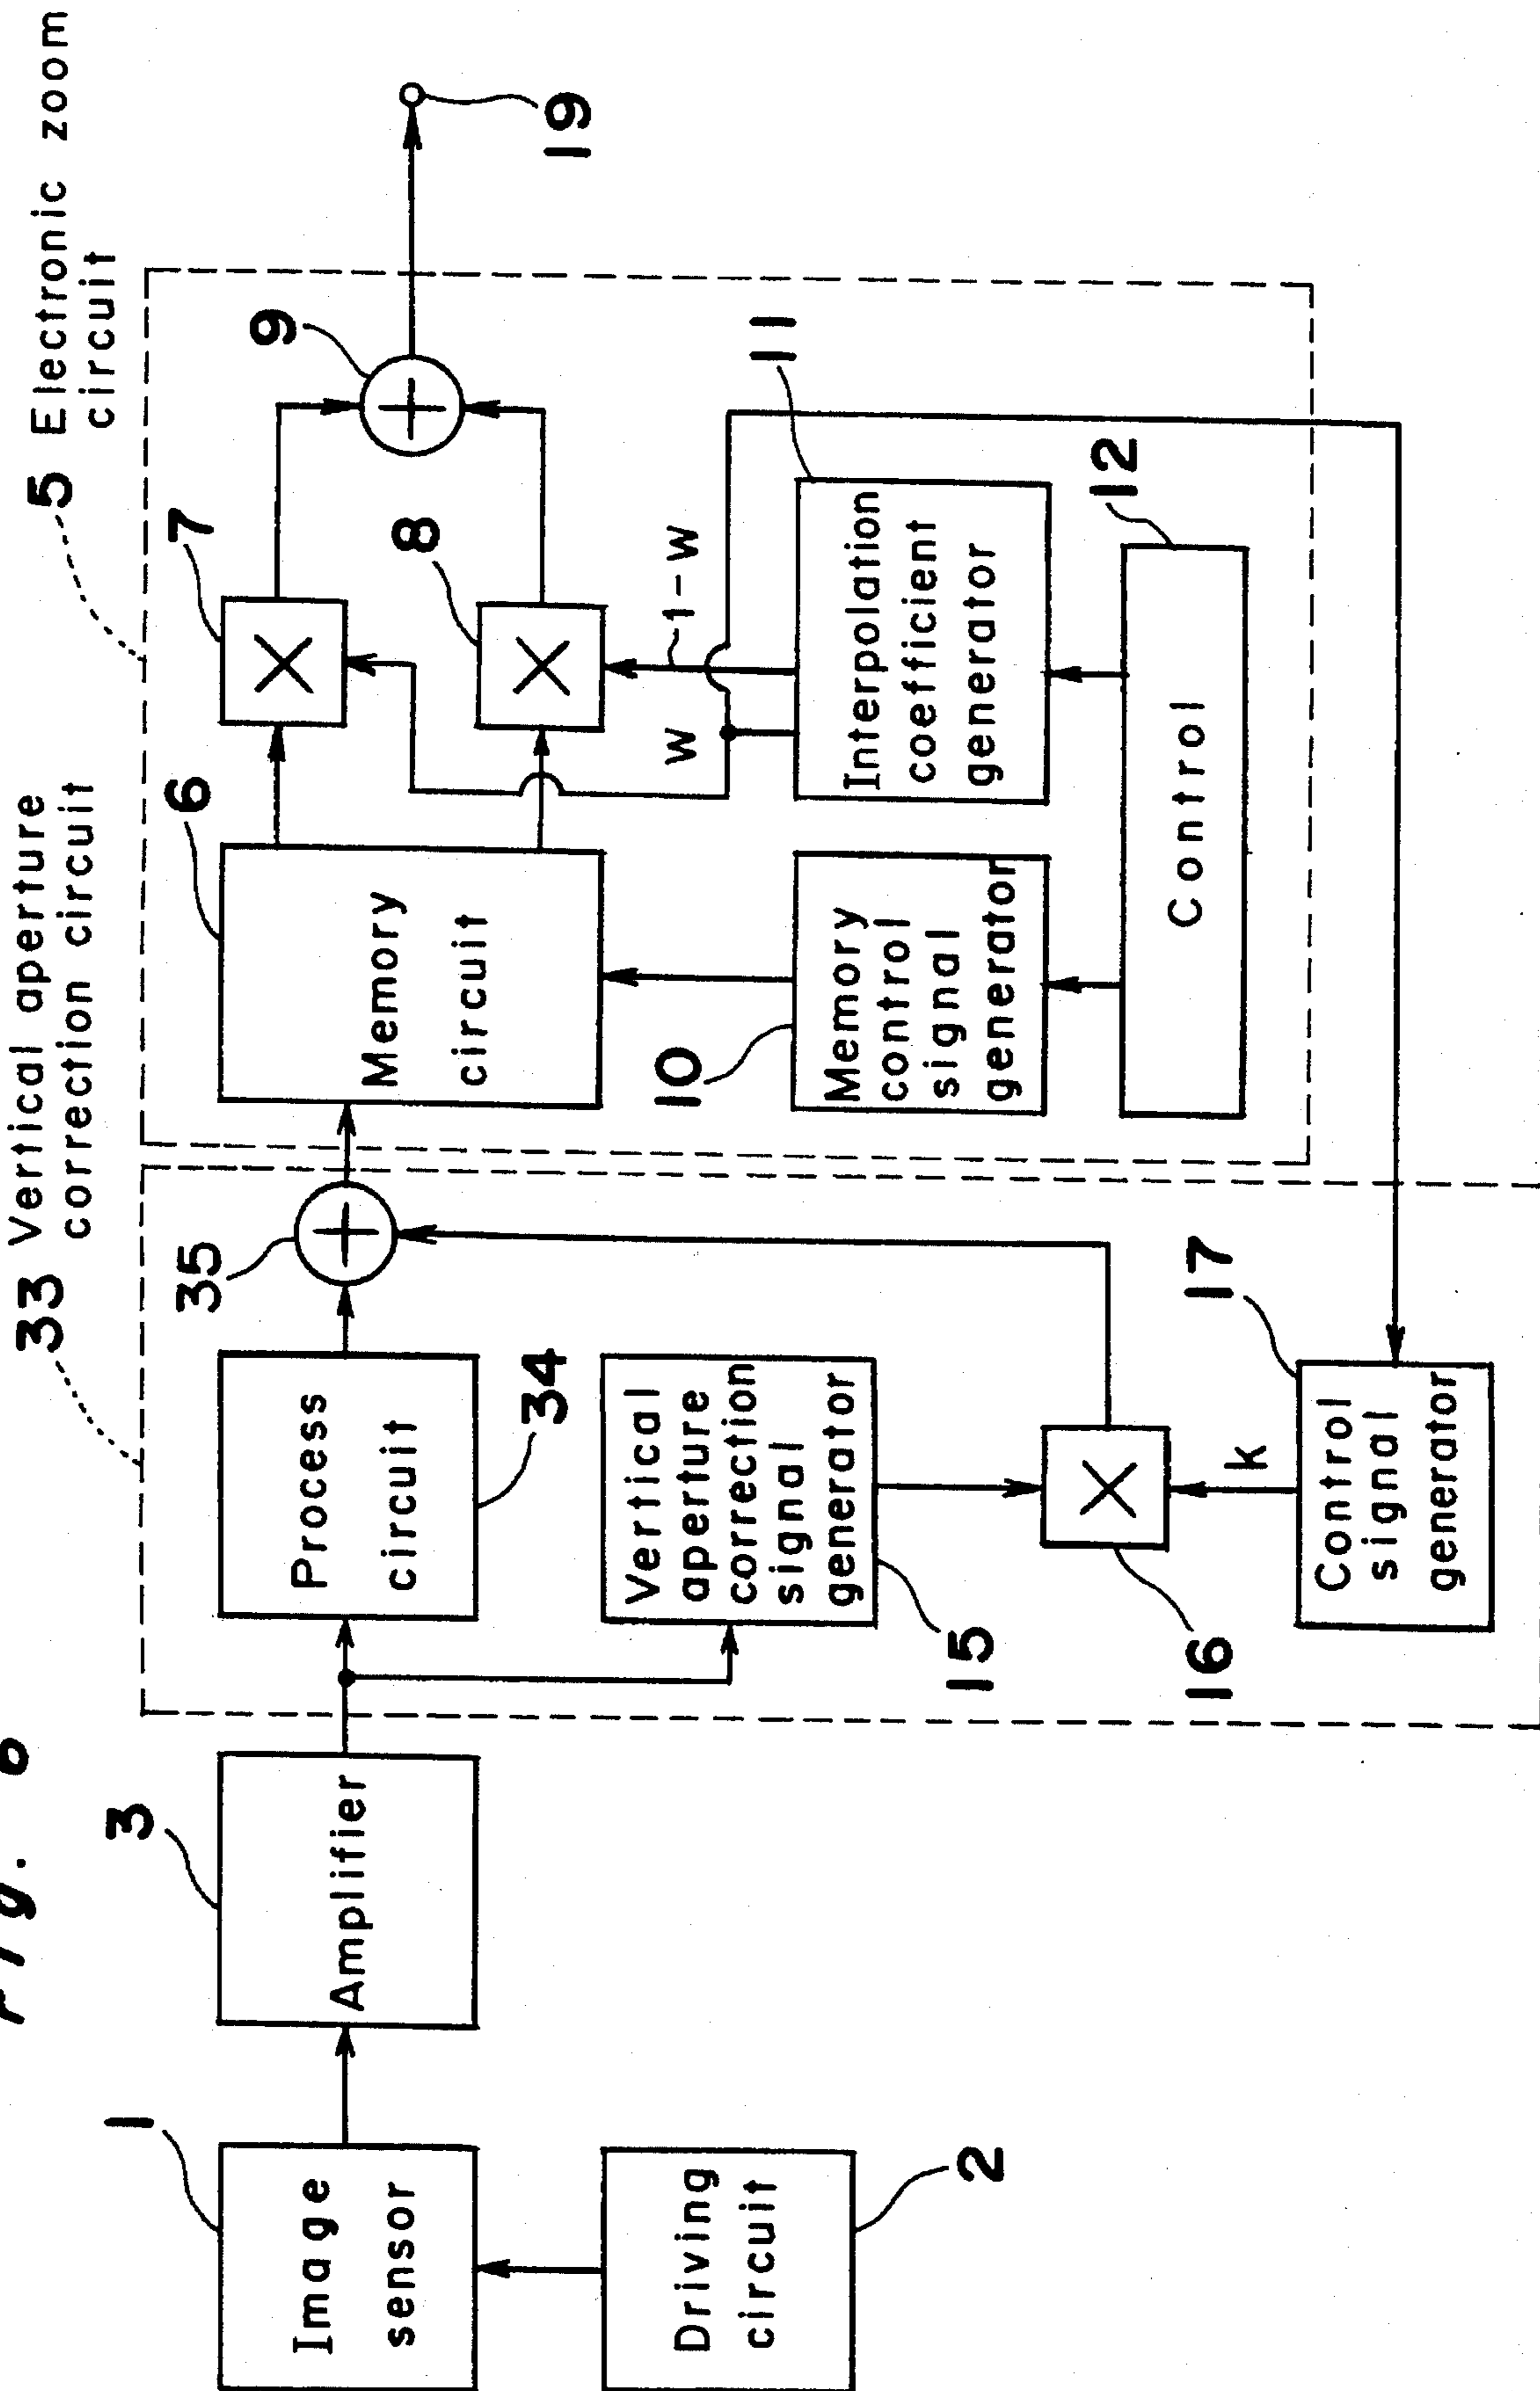 Fig.
33 Vertical aperture
correction circuit
5 Electronic zoom
circuit
1
Image
sensor
2
Driving
circuit
3
Amplifier
Process
circuit
34
35
Vertical
aperture
correction
signal
generator
15
16
k
17
Control
signal
generator
6
Memory
circuit
7
8
9
19
w
1-w
10
Memory
control
signal
generator
11
Interpolation
coefficient
generator
12
Control